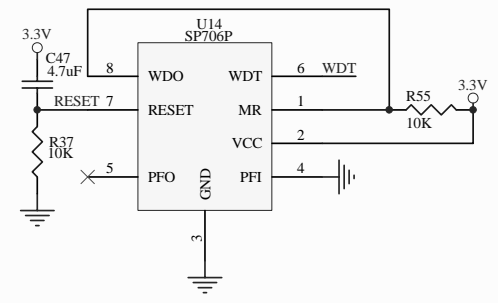 U14
SP706P
3.3V
C47
4.7uF
8 WDO
WDT 6 WDT
3.3V
RESET 7 RESET
MR 1
R55
10K
R37
10K
VCC 2
5 PFO
GND
PFI 4
3